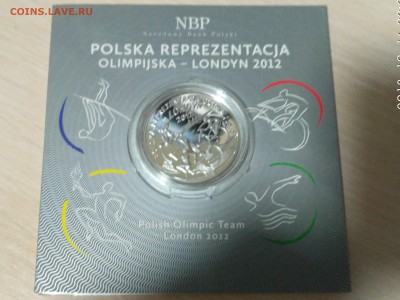 COINS.LAVE.RU
NBP
Narodowy Bank Polski
POLSKA REPREZENTACJA
OLIMPIJSKA – LONDYN 2012
Polish Olympic Team
London 2012